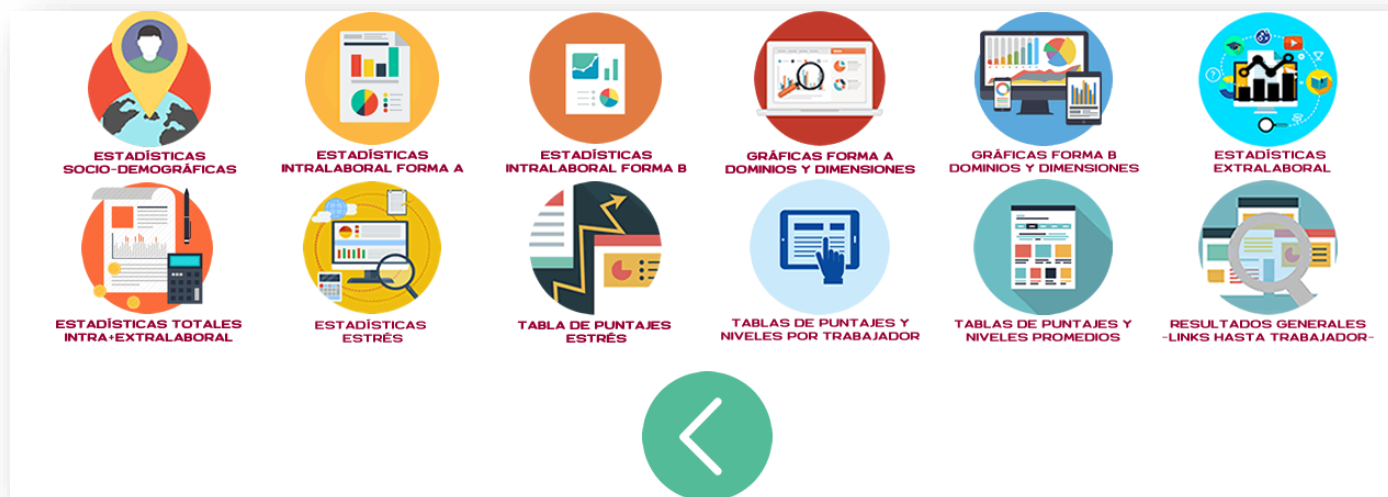 ESTADÍSTICAS
SOCIO-DEMOGRÁFICAS
ESTADÍSTICAS
INTRALABORAL FORMA A
ESTADÍSTICAS
INTRALABORAL FORMA B
GRÁFICAS FORMA A
DOMINIOS Y DIMENSIONES
GRÁFICAS FORMA B
DOMINIOS Y DIMENSIONES
ESTADÍSTICAS
EXTRALABORAL
ESTADÍSTICAS TOTALES
INTRA+EXTRALABORAL
ESTADÍSTICAS
ESTRÉS
TABLA DE PUNTAJES
ESTRÉS
TABLAS DE PUNTAJES Y
NIVELES POR TRABAJADOR
TABLAS DE PUNTAJES Y
NIVELES PROMEDIOS
RESULTADOS GENERALES
-LINKS HASTA TRABAJADOR-